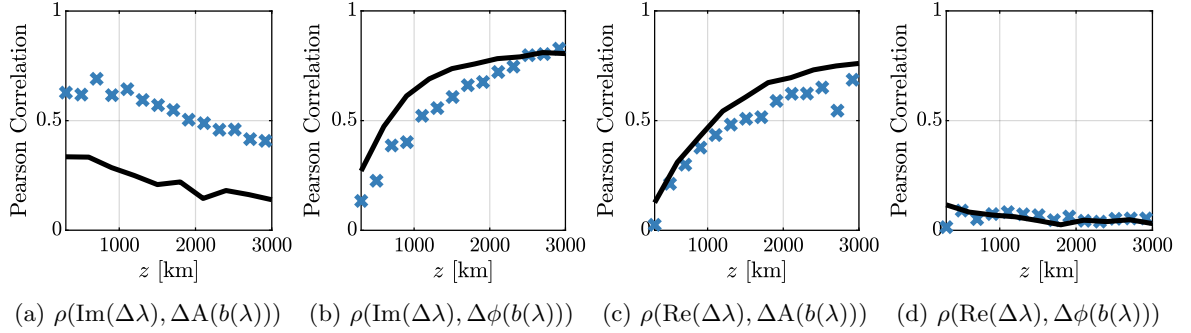 1
0.5
0
Pearson Correlation
1000 2000 3000
z [km]
(a) ρ(Im(Δλ), ΔA(b(λ)))
1
0.5
0
Pearson Correlation
1000 2000 3000
z [km]
(b) ρ(Im(Δλ), Δϕ(b(λ)))
1
0.5
0
Pearson Correlation
1000 2000 3000
z [km]
(c) ρ(Re(Δλ), ΔA(b(λ)))
1
0.5
0
Pearson Correlation
1000 2000 3000
z [km]
(d) ρ(Re(Δλ), Δϕ(b(λ)))